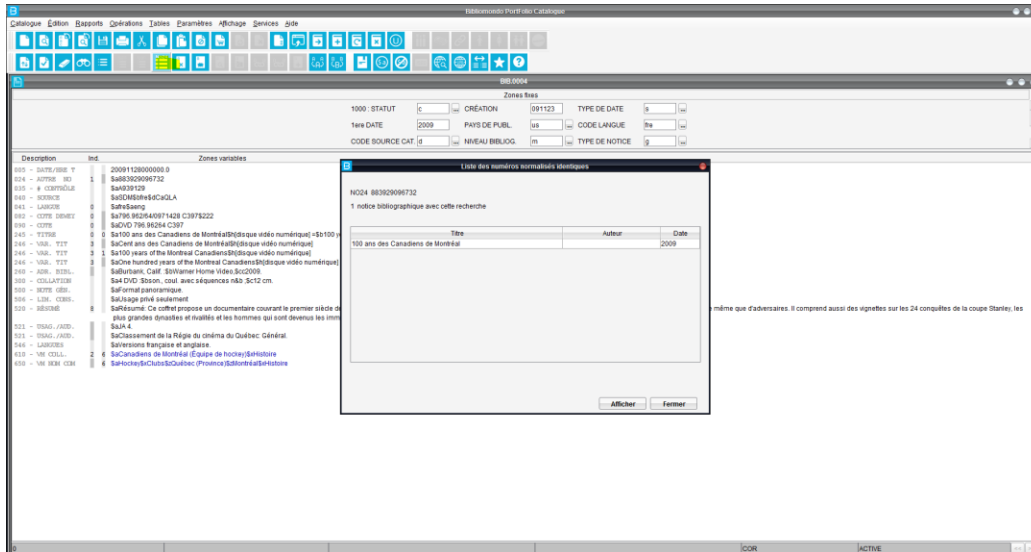 Bibliomondo Portfolio Catalogue
Catalogue Édition Rapports Opérations Tables Paramètres Affichage Services Aide
BIB.0004
Zones fixes
1000 : STATUT c ... CRÉATION 091123 TYPE DE DATE s ...
1ere DATE 2009 PAYS DE PUBL. us ... CODE LANGUE fre ...
CODE SOURCE CAT. d ... NIVEAU BIBLIOG. m ... TYPE DE NOTICE g ...
Description Ind. Zones variables
005 - DATE/HRE T 20091128000000.0
024 - AUTRE NO 1 $a883929096732
035 - # CONTRÔLE $aA939129
040 - SOURCE $aSDM$bfre$dCaQLA
041 - LANGUE 0 $afre$aeng
082 - COTE DEWEY 0 $a796.962/64/0971428 C397$222
090 - COTE 0 $aDVD 796.96264 C397
245 - TITRE 0 0 $a100 ans des Canadiens de Montréal$h[disque vidéo numérique] =$b100 ye
246 - VAR. TIT 3 $aCent ans des Canadiens de Montréal$h[disque vidéo numérique]
246 - VAR. TIT 3 1 $a100 years of the Montreal Canadiens$h[disque vidéo numérique]
246 - VAR. TIT 3 $aOne hundred years of the Montreal Canadiens$h[disque vidéo numérique]
260 - ADR. BIBL. $aBurbank, Calif. :$bWarner Home Video,$cc2009.
300 - COLLATION $a4 DVD :$bson., coul. avec séquences n&b ;$c12 cm.
500 - NOTE GÉN. $aFormat panoramique.
506 - LIM. CONS. $aUsage privé seulement
520 - RÉSUMÉ 8 $aRésumé: Ce coffret propose un documentaire couvrant le premier siècle de même que d'adversaires. Il comprend aussi des vignettes sur les 24 conquêtes de la coupe Stanley, les
plus grandes dynasties et rivalités et les hommes qui sont devenus les imm
521 - USAG./AUD. $aJA 4.
521 - USAG./AUD. $aClassement de la Régie du cinéma du Québec: Général.
546 - LANGUES $aVersions française et anglaise.
610 - VM COLL. 2 6 $aCanadiens de Montréal (Équipe de hockey)$xHistoire
650 - VM NOM COM 6 $aHockey$xClubs$zQuébec (Province)$zMontréal$xHistoire
Liste des numéros normalisés identiques
NO24 883929096732
1 notice bibliographique avec cette recherche
Titre Auteur Date
100 ans des Canadiens de Montréal 2009
Afficher Fermer
0 COR ACTIVE